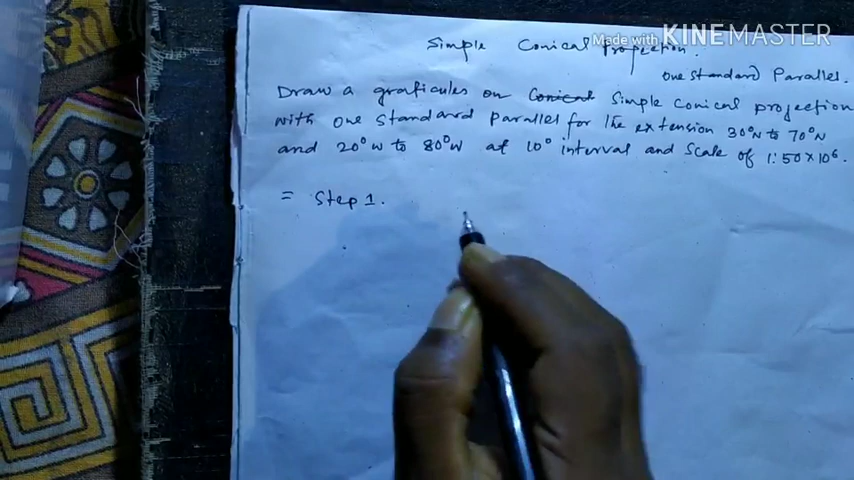 Made with KINEMASTER
Simple Conical Projection.
One Standard Parallel.
Draw a graticules on Conical Simple Conical projection
with One Standard Parallel for the extension 30°N to 70°N
and 20°W to 80°W at 10° interval and Scale of 1:50×10⁶.
= Step 1.